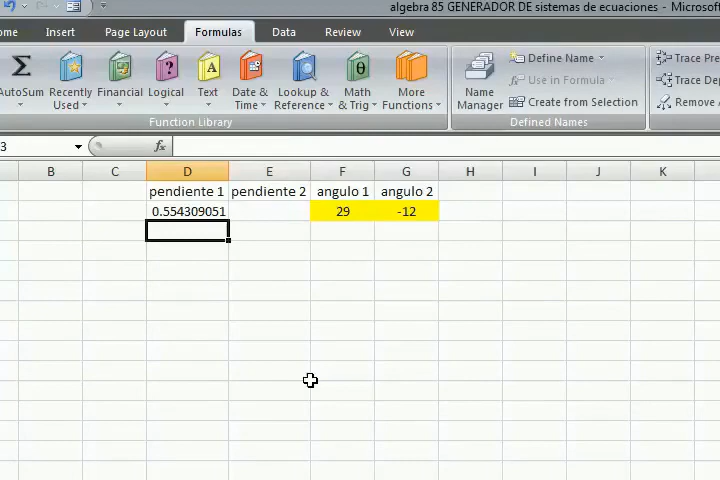 algebra 85 GENERADOR DE sistemas de ecuaciones - Microsoft
ome Insert Page Layout Formulas Data Review View
AutoSum Recently Used Financial Logical Text Date & Time Lookup & Reference Math & Trig More Functions
Function Library
Name Manager
Define Name
Use in Formula
Create from Selection
Defined Names
Trace Pre
Trace Dep
Remove A
3 fx
B C D E F G H I J K
pendiente 1 pendiente 2 angulo 1 angulo 2
0.554309051 29 -12